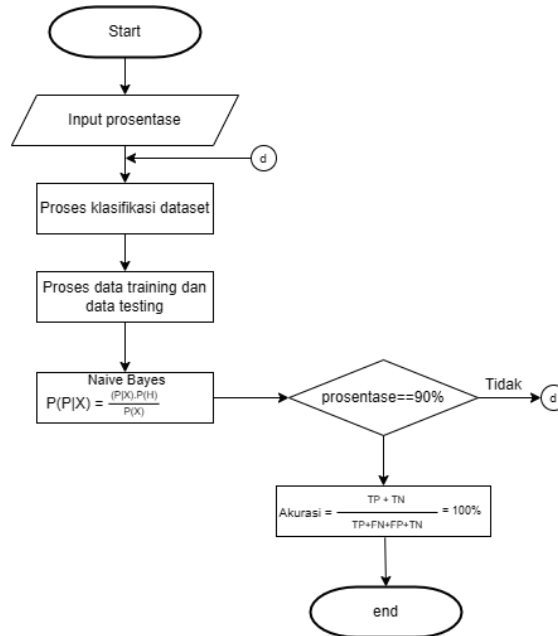 Start
Input prosentase
d
Proses klasifikasi dataset
Proses data training dan
data testing
Naive Bayes
P(P|X) = (P|X).P(H)
P(X)
prosentase==90%
Tidak
d
TP + TN
Akurasi = = 100%
TP+FN+FP+TN
end